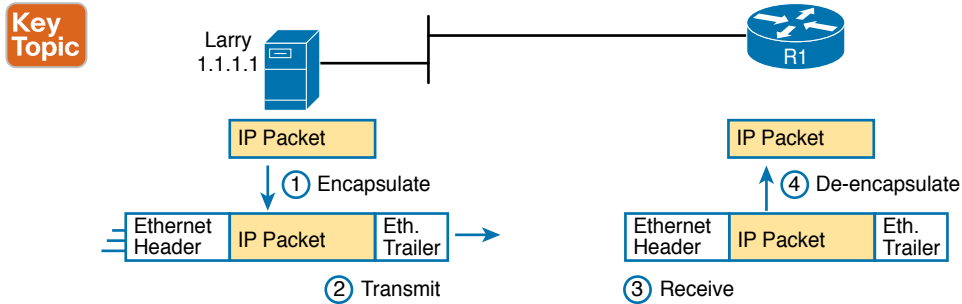 Key
Topic
Larry
1.1.1.1
R1
IP Packet
IP Packet
1 Encapsulate
4 De-encapsulate
Ethernet
Header
IP Packet
Eth.
Trailer
Ethernet
Header
IP Packet
Eth.
Trailer
2 Transmit
3 Receive